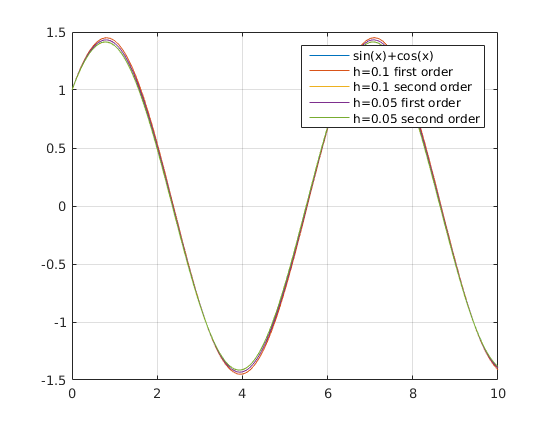 1.5
sin(x)+cos(x)
h=0.1 first order
h=0.1 second order
h=0.05 first order
h=0.05 second order
1
0.5
0
-0.5
-1
-1.5
0 2 4 6 8 10